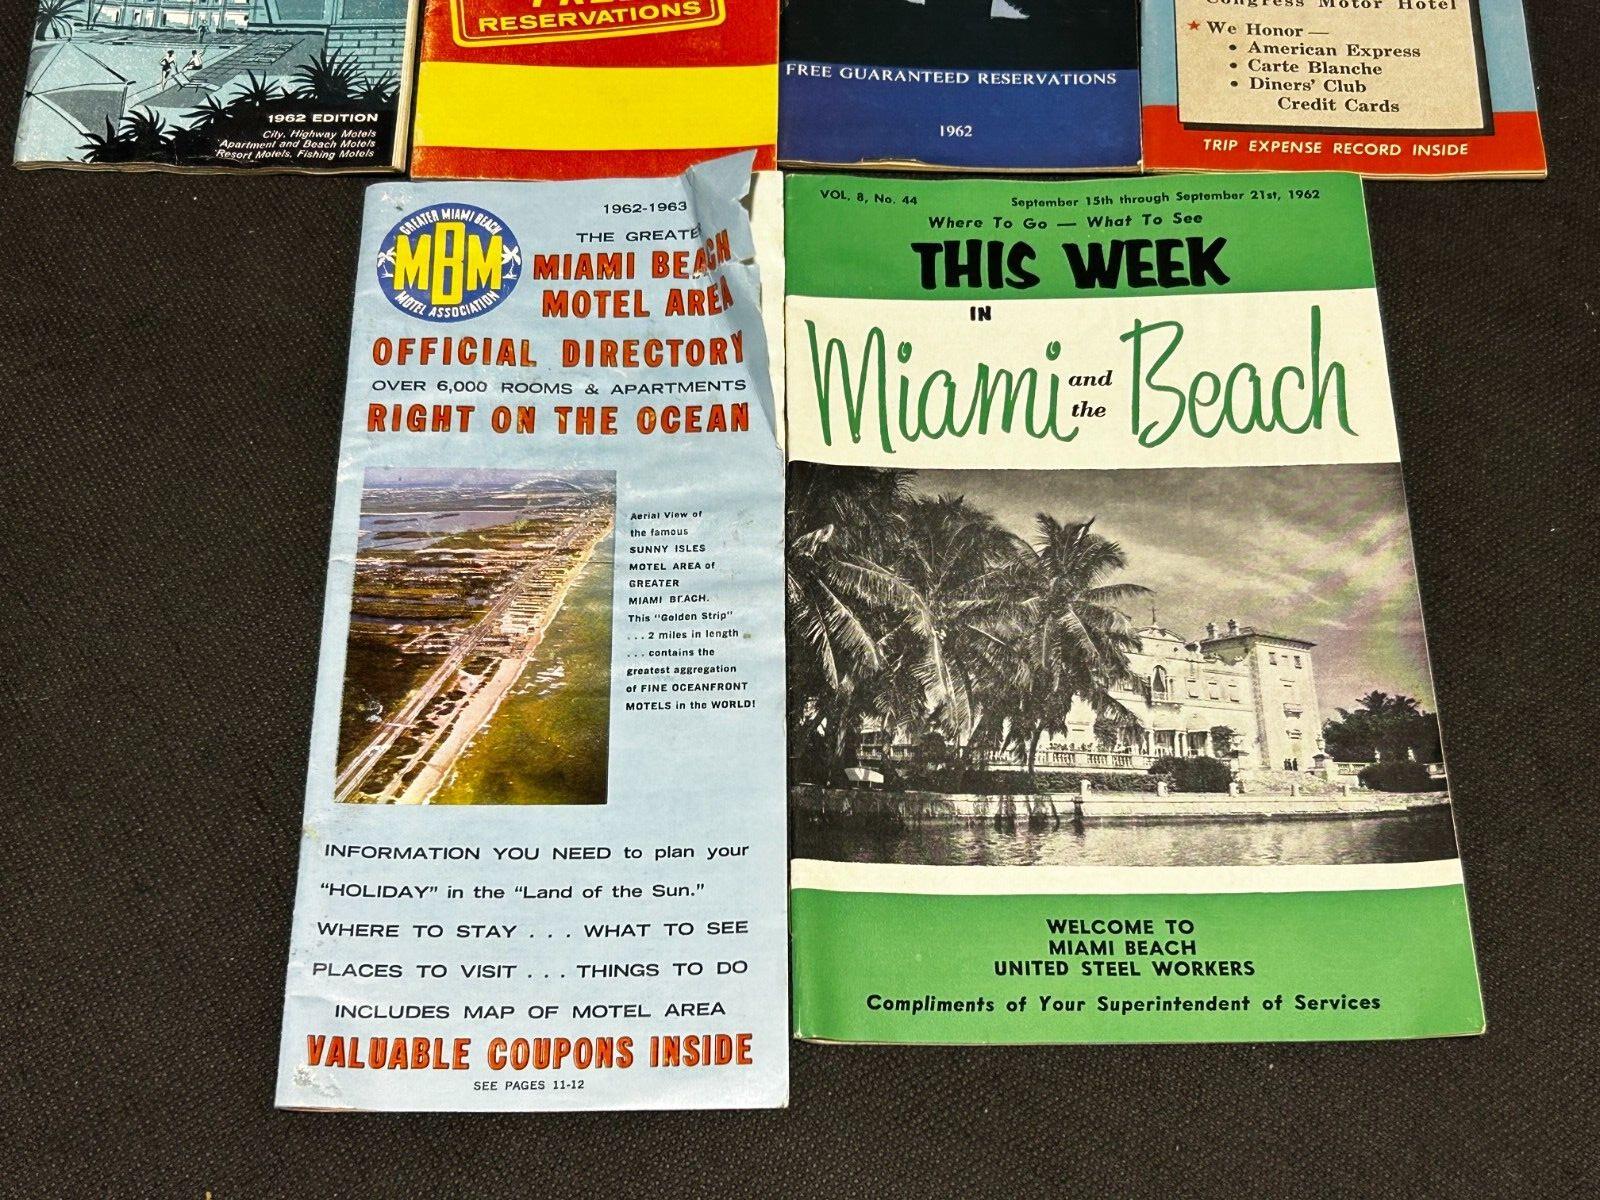 1962 EDITION
City, Highway Motels
Apartment and Beach Motels
Resort Motels, Fishing Motels
RESERVATIONS
FREE GUARANTEED RESERVATIONS
1962
Congress Motor Hotel
We Honor —
• American Express
• Carte Blanche
• Diners' Club
Credit Cards
TRIP EXPENSE RECORD INSIDE
GREATER MIAMI BEACH
MBM
MOTEL ASSOCIATION
1962-1963
THE GREATER
MIAMI BEACH
MOTEL AREA
OFFICIAL DIRECTORY
OVER 6,000 ROOMS & APARTMENTS
RIGHT ON THE OCEAN
Aerial View of
the famous
SUNNY ISLES
MOTEL AREA of
GREATER
MIAMI BEACH.
This "Golden Strip"
. . . 2 miles in length
. . . contains the
greatest aggregation
of FINE OCEANFRONT
MOTELS in the WORLD!
INFORMATION YOU NEED to plan your
"HOLIDAY" in the "Land of the Sun."
WHERE TO STAY . . . WHAT TO SEE
PLACES TO VISIT . . . THINGS TO DO
INCLUDES MAP OF MOTEL AREA
VALUABLE COUPONS INSIDE
SEE PAGES 11-12
VOL. 8, No. 44 September 15th through September 21st, 1962
Where To Go — What To See
THIS WEEK
IN
Miami and the Beach
WELCOME TO
MIAMI BEACH
UNITED STEEL WORKERS
Compliments of Your Superintendent of Services